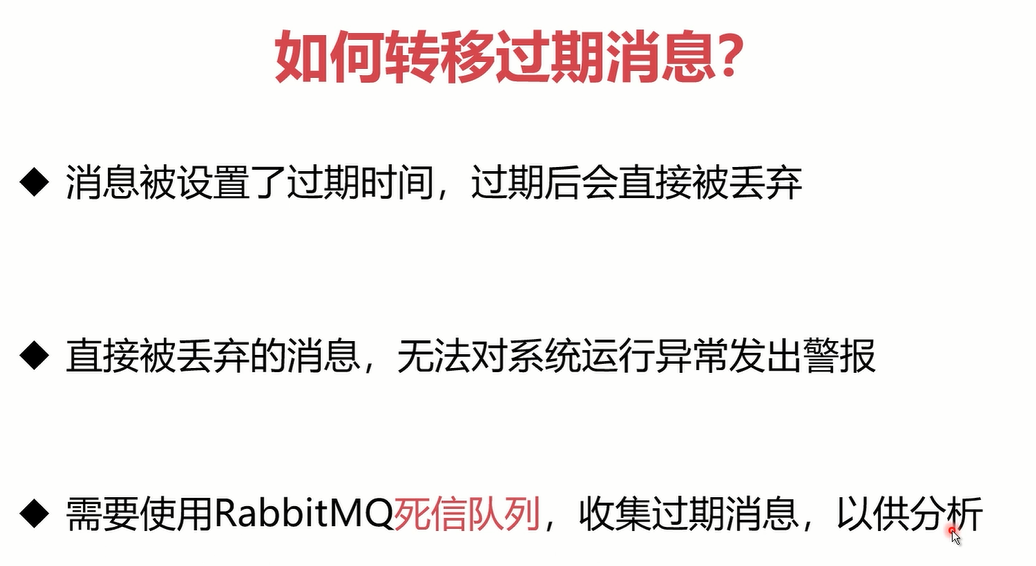 如何转移过期消息？
◆ 消息被设置了过期时间，过期后会直接被丢弃
◆ 直接被丢弃的消息，无法对系统运行异常发出警报
◆ 需要使用RabbitMQ死信队列，收集过期消息，以供分析